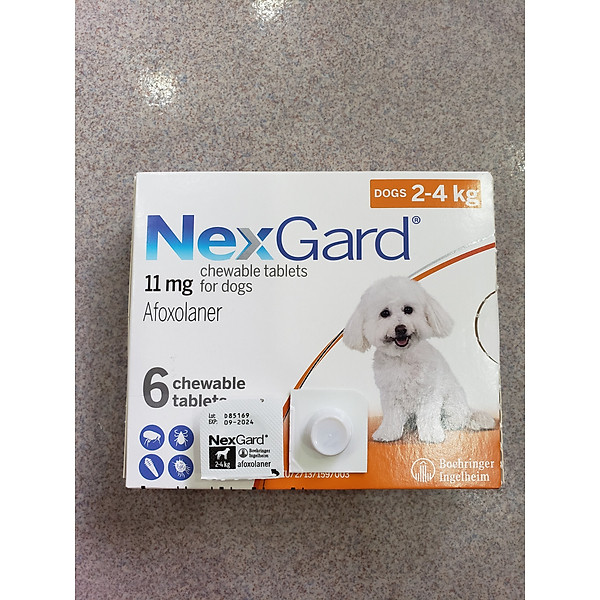 DOGS 2-4 kg
NexGard®
11 mg chewable tablets for dogs
Afoxolaner
6 chewable tablets
Lot D85169
EXP: 09-2024
NexGard®
2-4 kg
Boehringer Ingelheim
afoxolaner
Boehringer
Ingelheim